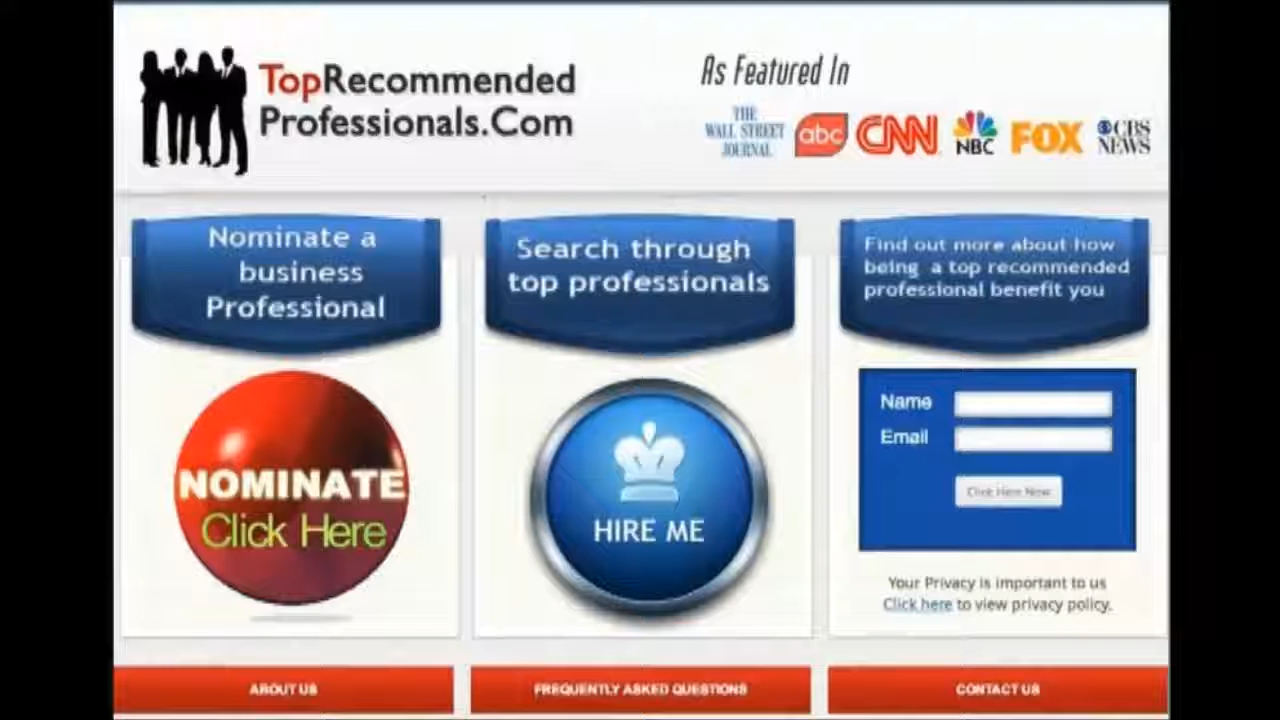 TopRecommended
Professionals.Com
As Featured In
THE
WALL STREET
JOURNAL
abc
CNN
NBC
FOX
CBS
NEWS
Nominate a
business
Professional
Search through
top professionals
Find out more about how
being a top recommended
professional benefit you
NOMINATE
Click Here
HIRE ME
Name
Email
Click Here Now
Your Privacy is important to us
Click here to view privacy policy.
ABOUT US
FREQUENTLY ASKED QUESTIONS
CONTACT US